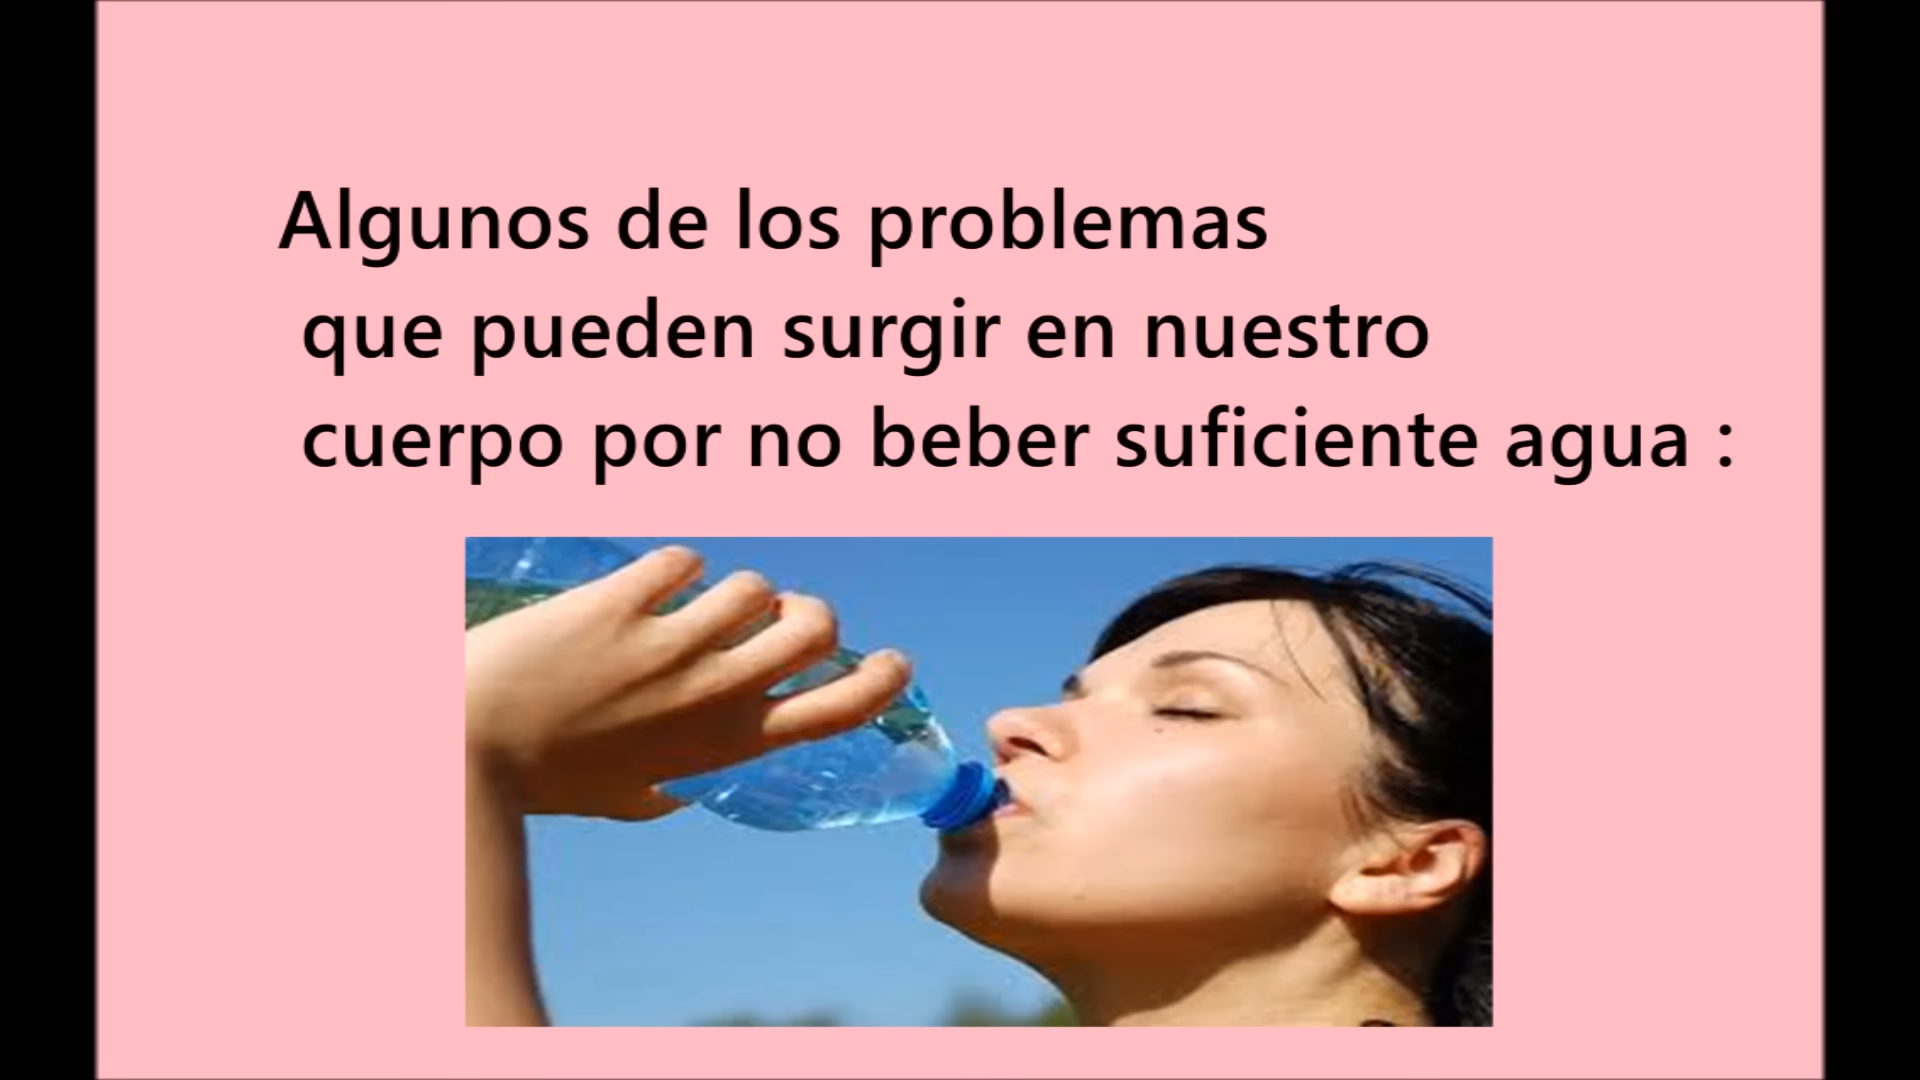 Algunos de los problemas
que pueden surgir en nuestro
cuerpo por no beber suficiente agua :